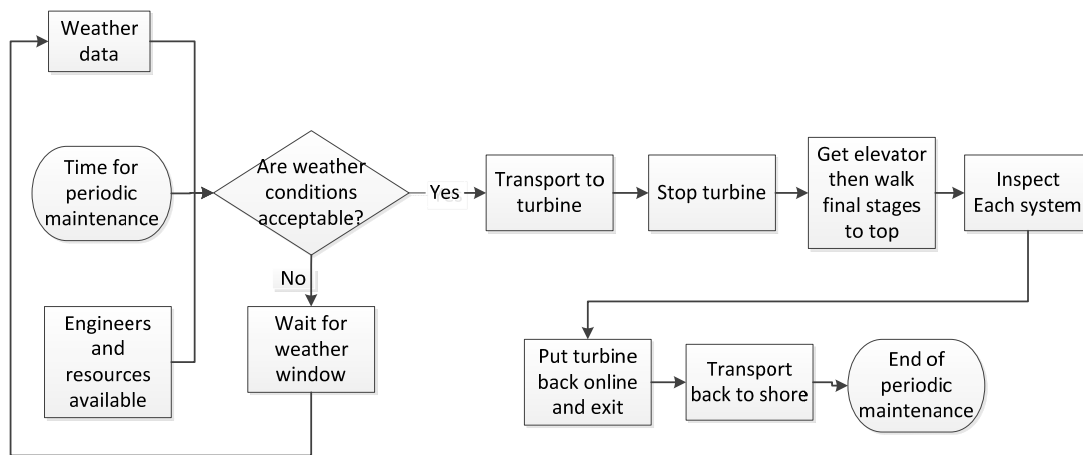 Weather
data
Time for
periodic
maintenance
Engineers
and
resources
available
Are weather
conditions
acceptable?
Yes
No
Wait for
weather
window
Transport to
turbine
Stop turbine
Get elevator
then walk
final stages
to top
Inspect
Each system
Put turbine
back online
and exit
Transport
back to shore
End of
periodic
maintenance